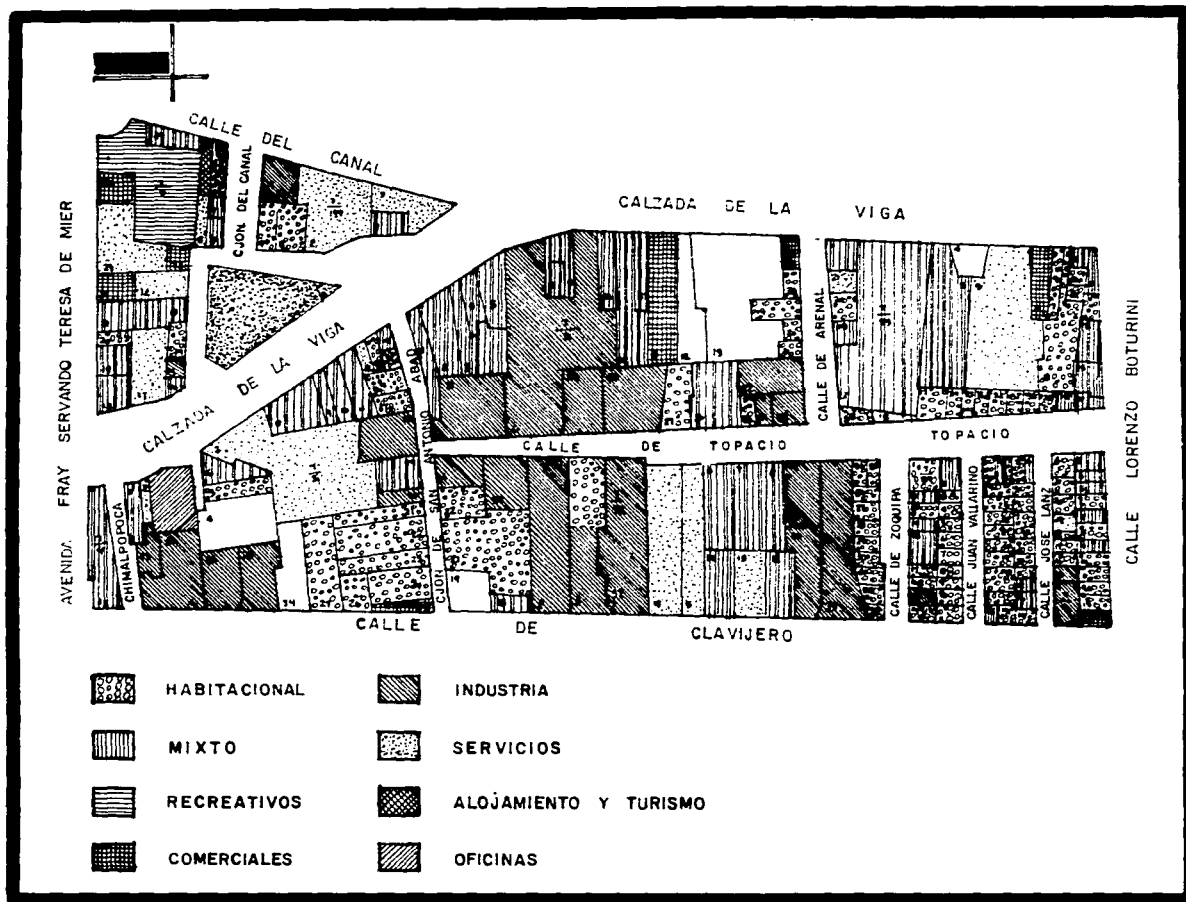 CALLE DEL CANAL
CJON. DEL CANAL
CALZADA DE LA VIGA
AVENIDA FRAY SERVANDO TERESA DE MIER
CALZADA DE LA VIGA
CALLE DE ARENAL
CJON DE SAN ANTONIO ABAD
CALLE DE TOPACIO
TOPACIO
CALLE LORENZO BOTURINI
CHIMALPOPOCA
CALLE DE ZOQUIPA
CALLE JUAN VALLARINO
CALLE JOSE LANZ
CALLE DE CLAVIJERO
HABITACIONAL
INDUSTRIA
MIXTO
SERVICIOS
RECREATIVOS
ALOJAMIENTO Y TURISMO
COMERCIALES
OFICINAS